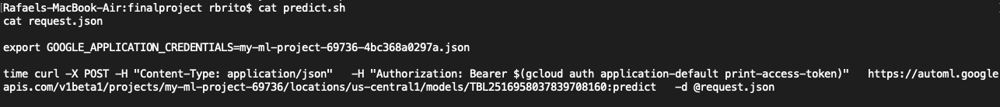 [Rafaels-MacBook-Air:finalproject rbrito$ cat predict.sh
cat request.json
export GOOGLE_APPLICATION_CREDENTIALS=my-ml-project-69736-4bc368a0297a.json
time curl -X POST -H "Content-Type: application/json"   -H "Authorization: Bearer $(gcloud auth application-default print-access-token)"   https://automl.google
apis.com/v1beta1/projects/my-ml-project-69736/locations/us-central1/models/TBL2516958037839708160:predict   -d @request.json